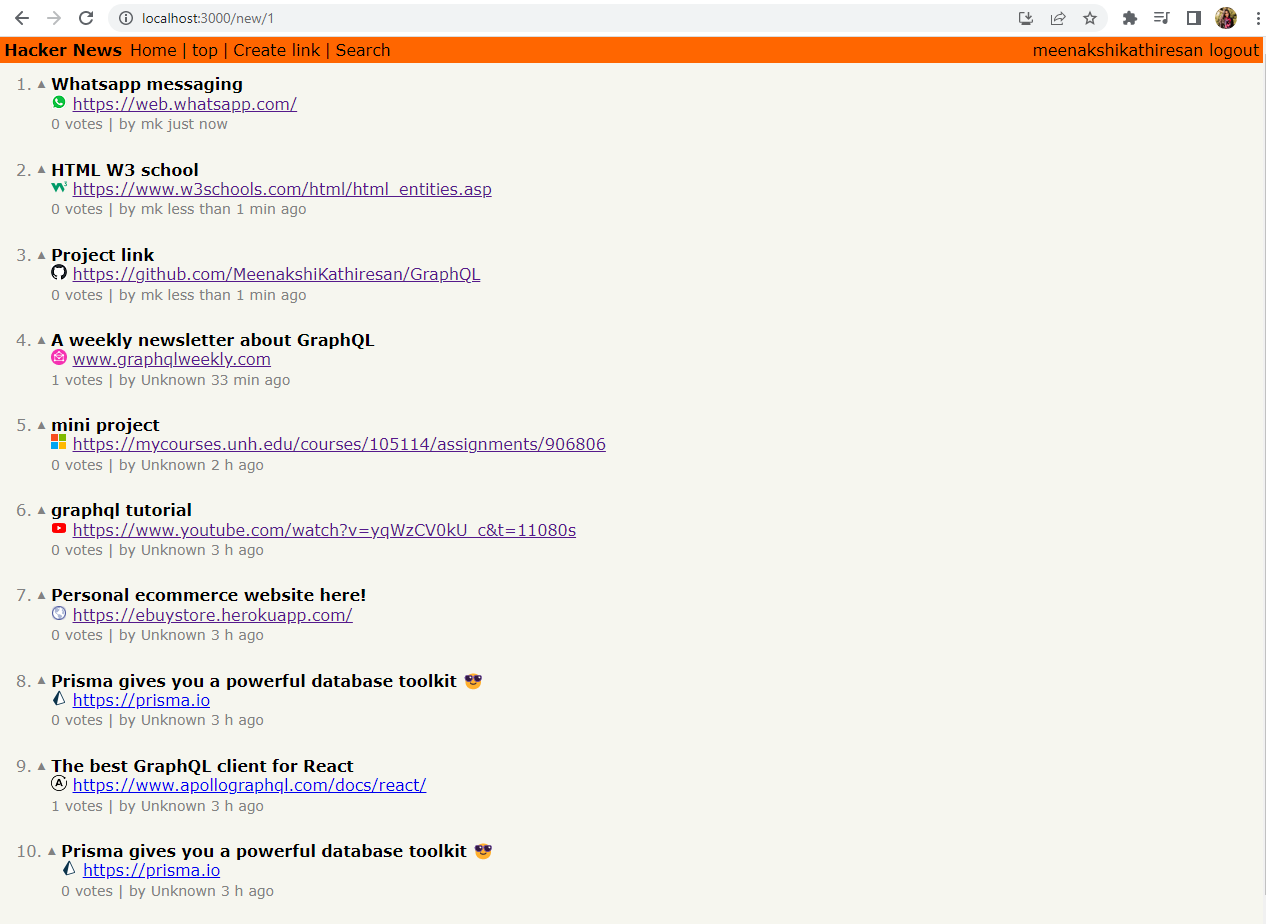 localhost:3000/new/1
Hacker News Home | top | Create link | Search meenakshikathiresan logout
1. ▲ Whatsapp messaging
https://web.whatsapp.com/
0 votes | by mk just now
2. ▲ HTML W3 school
https://www.w3schools.com/html/html_entities.asp
0 votes | by mk less than 1 min ago
3. ▲ Project link
https://github.com/MeenakshiKathiresan/GraphQL
0 votes | by mk less than 1 min ago
4. ▲ A weekly newsletter about GraphQL
www.graphqlweekly.com
1 votes | by Unknown 33 min ago
5. ▲ mini project
https://mycourses.unh.edu/courses/105114/assignments/906806
0 votes | by Unknown 2 h ago
6. ▲ graphql tutorial
https://www.youtube.com/watch?v=yqWzCV0kU_c&t=11080s
0 votes | by Unknown 3 h ago
7. ▲ Personal ecommerce website here!
https://ebuystore.herokuapp.com/
0 votes | by Unknown 3 h ago
8. ▲ Prisma gives you a powerful database toolkit 😎
https://prisma.io
0 votes | by Unknown 3 h ago
9. ▲ The best GraphQL client for React
https://www.apollographql.com/docs/react/
1 votes | by Unknown 3 h ago
10. ▲ Prisma gives you a powerful database toolkit 😎
https://prisma.io
0 votes | by Unknown 3 h ago